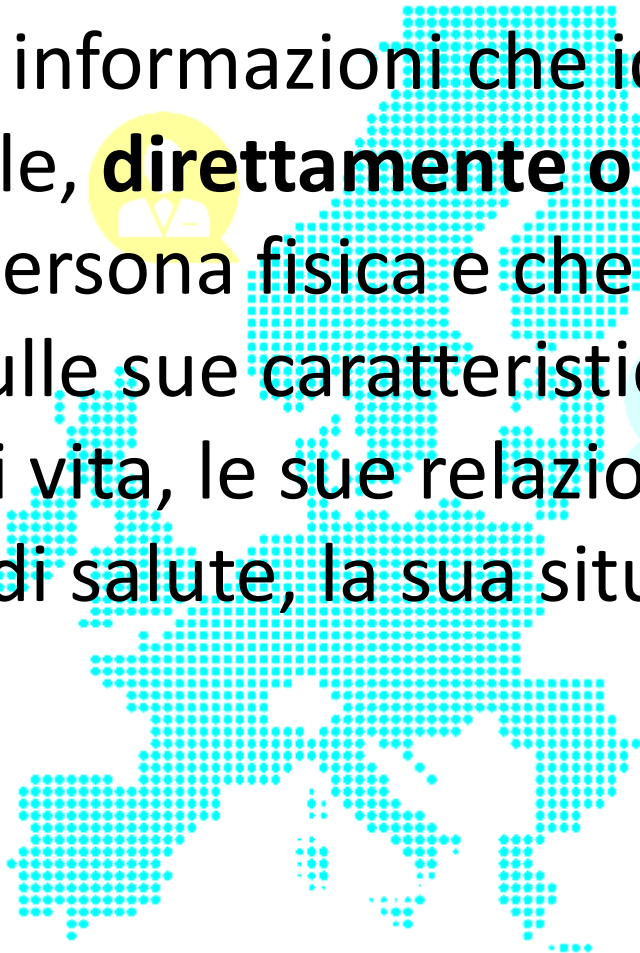 informazioni che id
le, direttamente o
ersona fisica e che
ulle sue caratteristic
i vita, le sue relazio
di salute, la sua situ